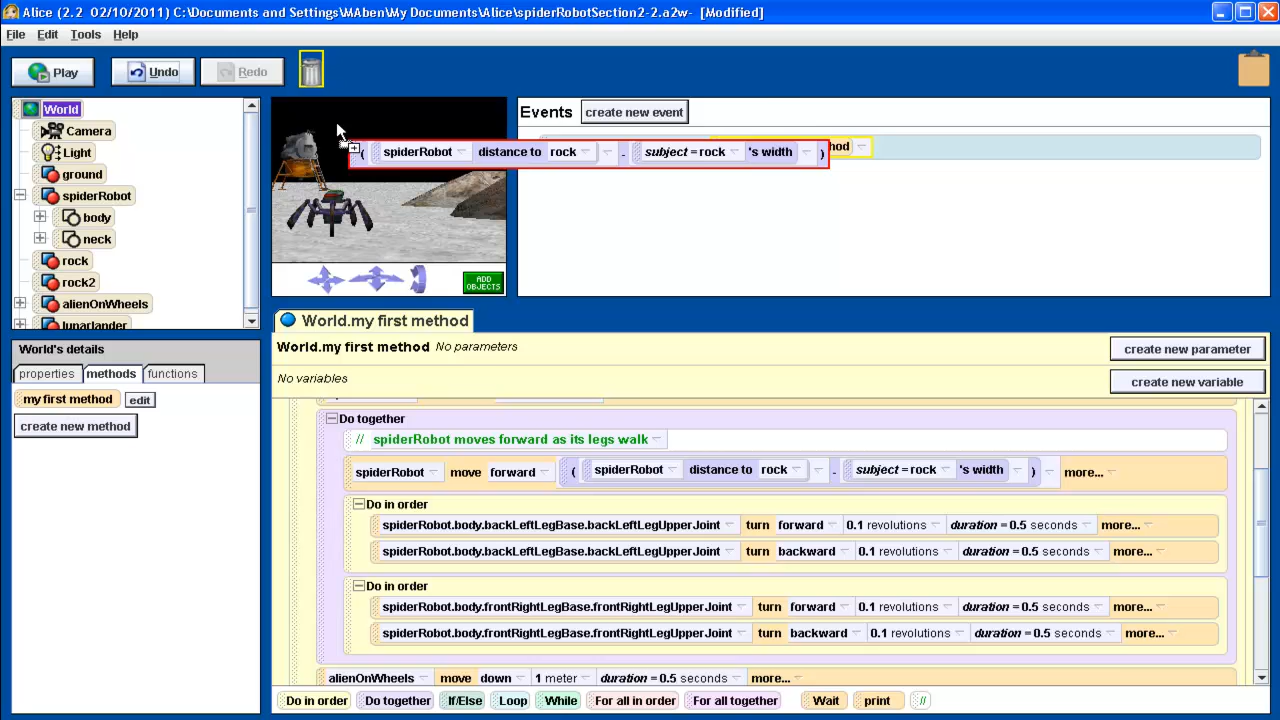 Alice (2.2 02/10/2011) C:\Documents and Settings\MAben\My Documents\Alice\spiderRobotSection2-2.a2w- [Modified]
File Edit Tools Help
Play Undo Redo
World
Camera
Light
ground
spiderRobot
body
neck
rock
rock2
alienOnWheels
lunarlander
ADD OBJECTS
Events create new event
( spiderRobot distance to rock - subject = rock 's width )
World's details
properties methods functions
my first method edit
create new method
World.my first method
World.my first method No parameters create new parameter
No variables create new variable
Do together
// spiderRobot moves forward as its legs walk
spiderRobot move forward ( spiderRobot distance to rock - subject = rock 's width ) more...
Do in order
spiderRobot.body.backLeftLegBase.backLeftLegUpperJoint turn forward 0.1 revolutions duration = 0.5 seconds more...
spiderRobot.body.backLeftLegBase.backLeftLegUpperJoint turn backward 0.1 revolutions duration = 0.5 seconds more...
Do in order
spiderRobot.body.frontRightLegBase.frontRightLegUpperJoint turn forward 0.1 revolutions duration = 0.5 seconds more...
spiderRobot.body.frontRightLegBase.frontRightLegUpperJoint turn backward 0.1 revolutions duration = 0.5 seconds more...
alienOnWheels move down 1 meter duration = 0.5 seconds more...
Do in order Do together If/Else Loop While For all in order For all together Wait print //